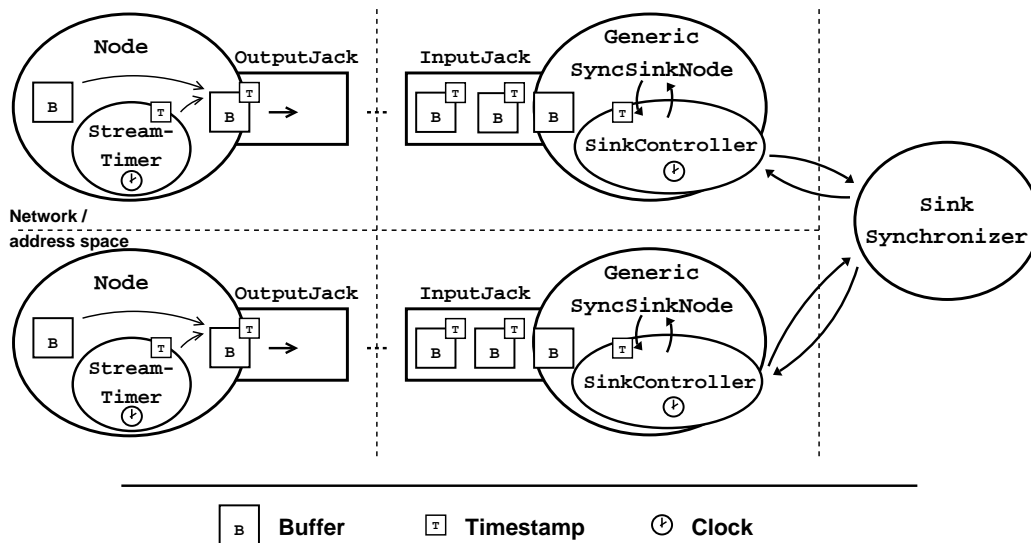 Node
OutputJack
B
T
B
T
Stream-
Timer
...
InputJack
Generic
SyncSinkNode
T
T
B
B
B
T
SinkController
Network /
address space
Sink
Synchronizer
Node
OutputJack
B
T
B
T
Stream-
Timer
...
InputJack
Generic
SyncSinkNode
T
T
B
B
B
T
SinkController
B Buffer T Timestamp Clock